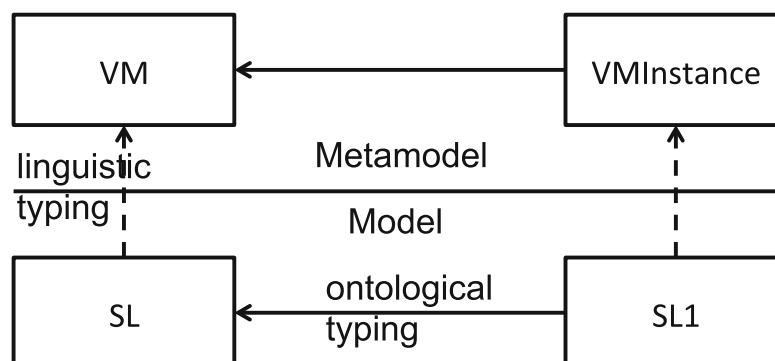 VM
VMInstance
linguistic
typing
Metamodel
Model
SL
ontological
typing
SL1